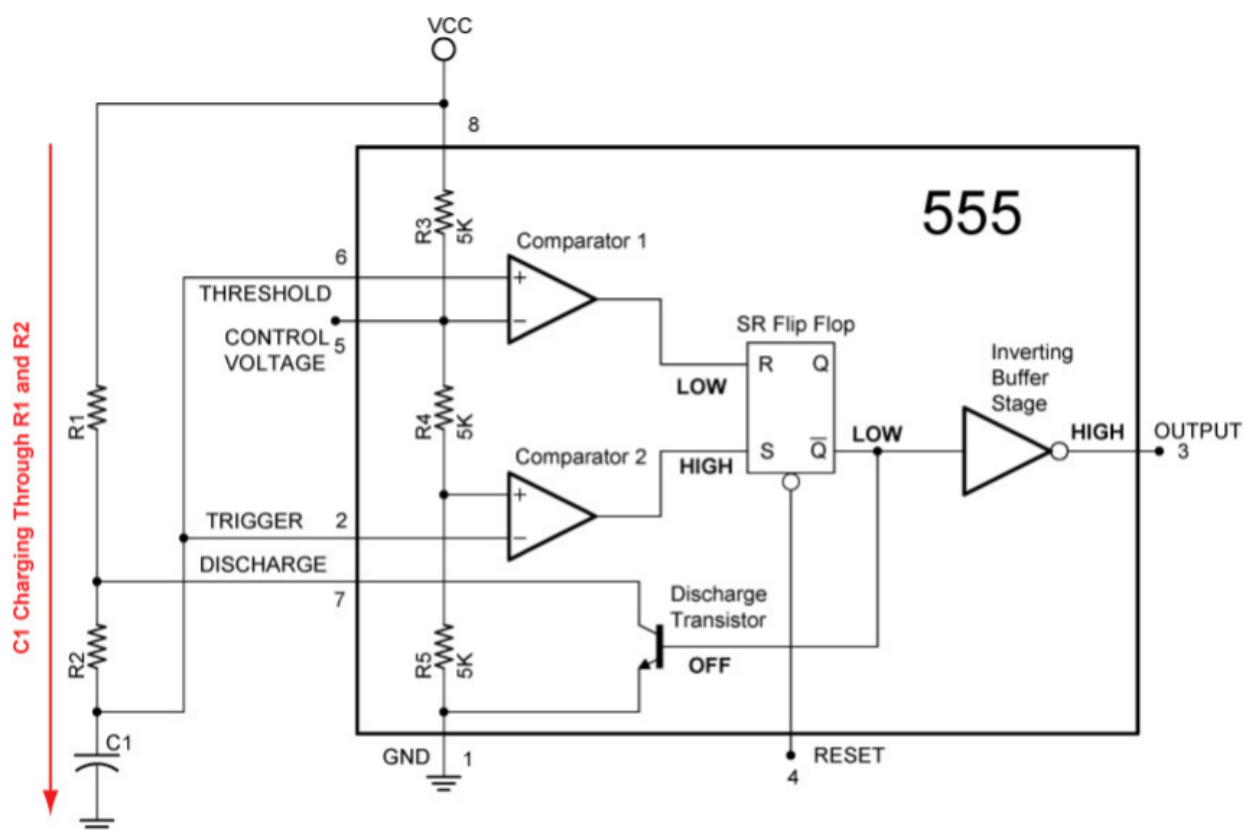 VCC
8
555
R3
5K
Comparator 1
6
THRESHOLD
CONTROL
VOLTAGE
5
+
−
SR Flip Flop
R
Q
LOW
Inverting
Buffer
Stage
C1 Charging Through R1 and R2
R1
R4
5K
Comparator 2
S
Q̅
HIGH
LOW
HIGH
OUTPUT
3
TRIGGER
2
+
−
DISCHARGE
7
Discharge
Transistor
OFF
R2
R5
5K
C1
GND
1
RESET
4